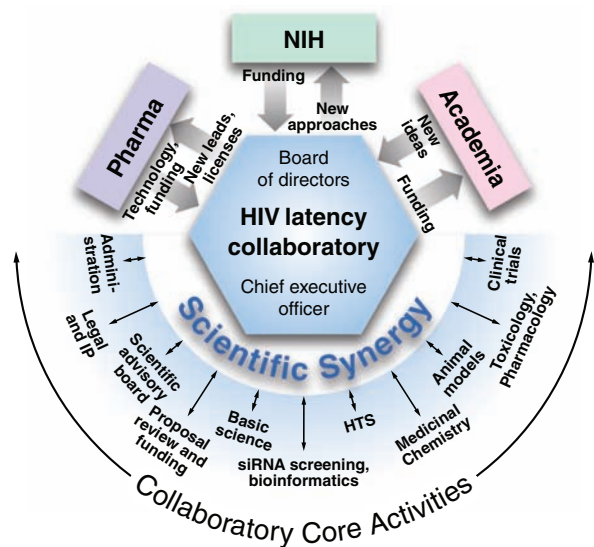 NIH
Funding
New
approaches
Pharma
Technology,
funding
New leads,
licenses
Academia
New
ideas
Funding
Board
of directors
HIV latency
collaboratory
Chief executive
officer
Scientific Synergy
Admini-
stration
Legal
and IP
Scientific
advisory
board
Proposal
review and
funding
Basic
science
siRNA screening,
bioinformatics
HTS
Medicinal
Chemistry
Animal
models
Toxicology,
Pharmacology
Clinical
trials
Collaboratory Core Activities